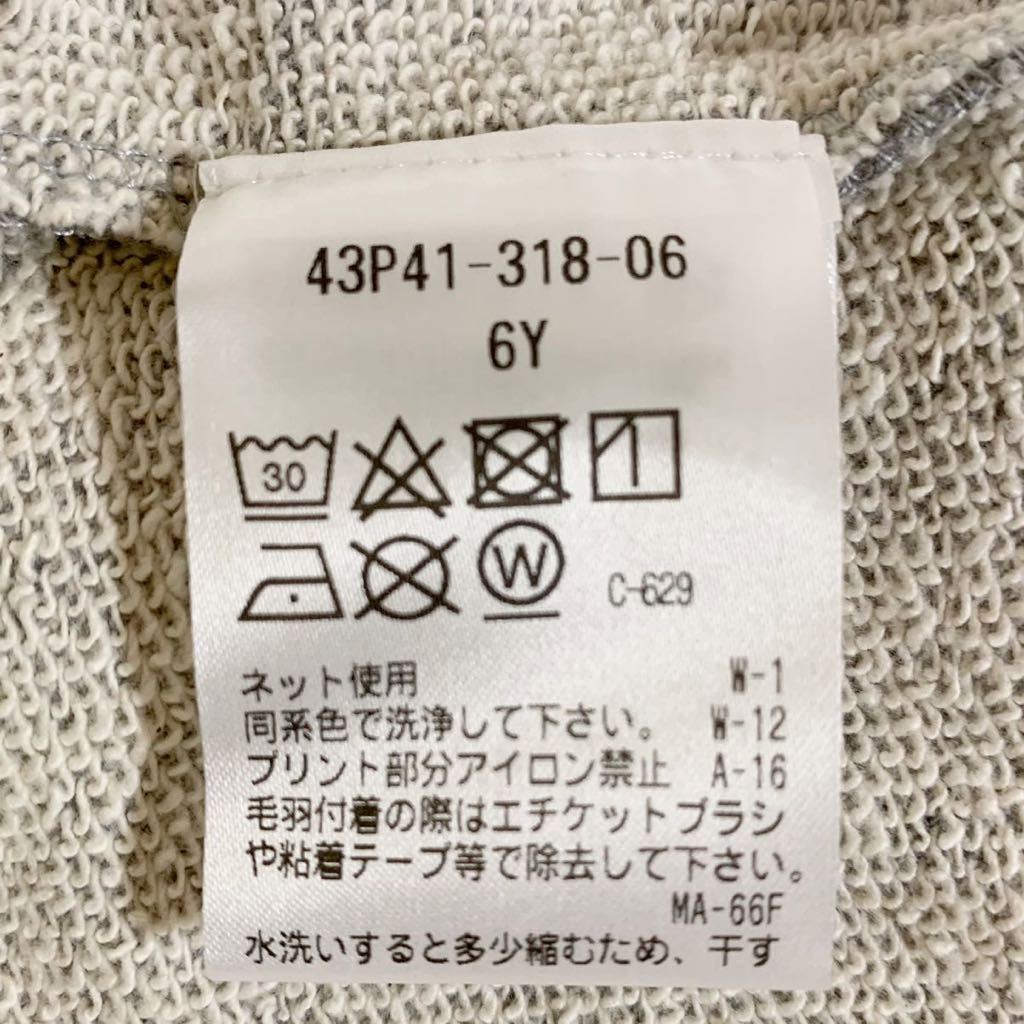 43P41-318-06
6Y
30
W C-629
ネット使用 W-1
同系色で洗浄して下さい。 W-12
プリント部分アイロン禁止 A-16
毛羽付着の際はエチケットブラシ
や粘着テープ等で除去して下さい。
MA-66F
水洗いすると多少縮むため、干す